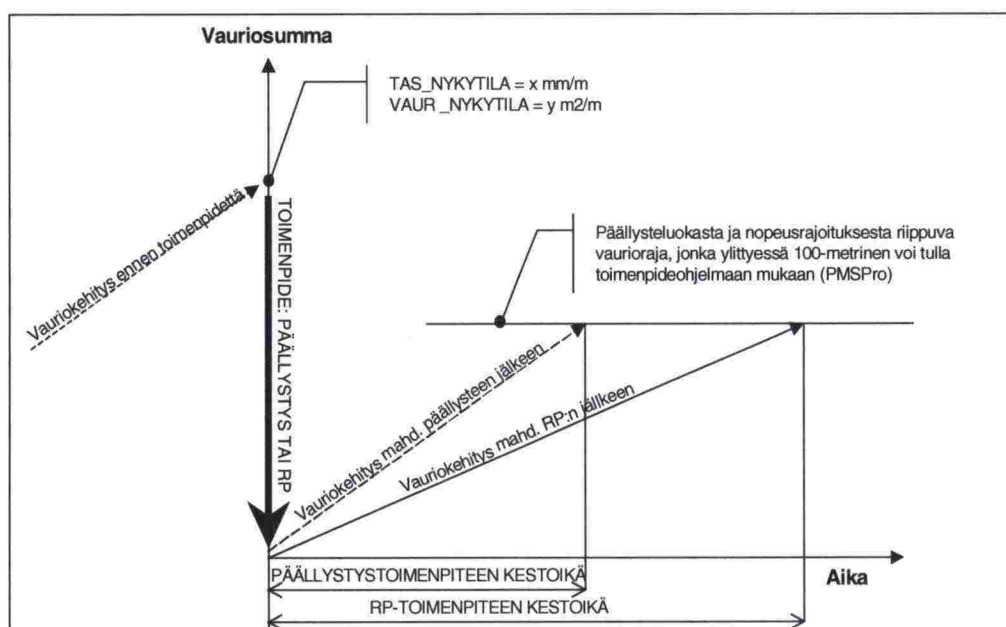 Vauriosumma
TAS_NYKYTILA = x mm/m
VAUR _NYKYTILA = y m2/m
Vauriokehitys ennen toimenpidettä
TOIMENPIDE: PÄÄLLYSTYS TAI RP
Päällysteluokasta ja nopeusrajoituksesta riippuva
vaurioraja, jonka ylittyessä 100-metrinen voi tulla
toimenpideohjelmaan mukaan (PMSPro)
Vauriokehitys mahd. päällysteen jälkeen
Vauriokehitys mahd. RP:n jälkeen
PÄÄLLYSTYSTOIMENPITEEN KESTOIKÄ
Aika
RP-TOIMENPITEEN KESTOIKÄ